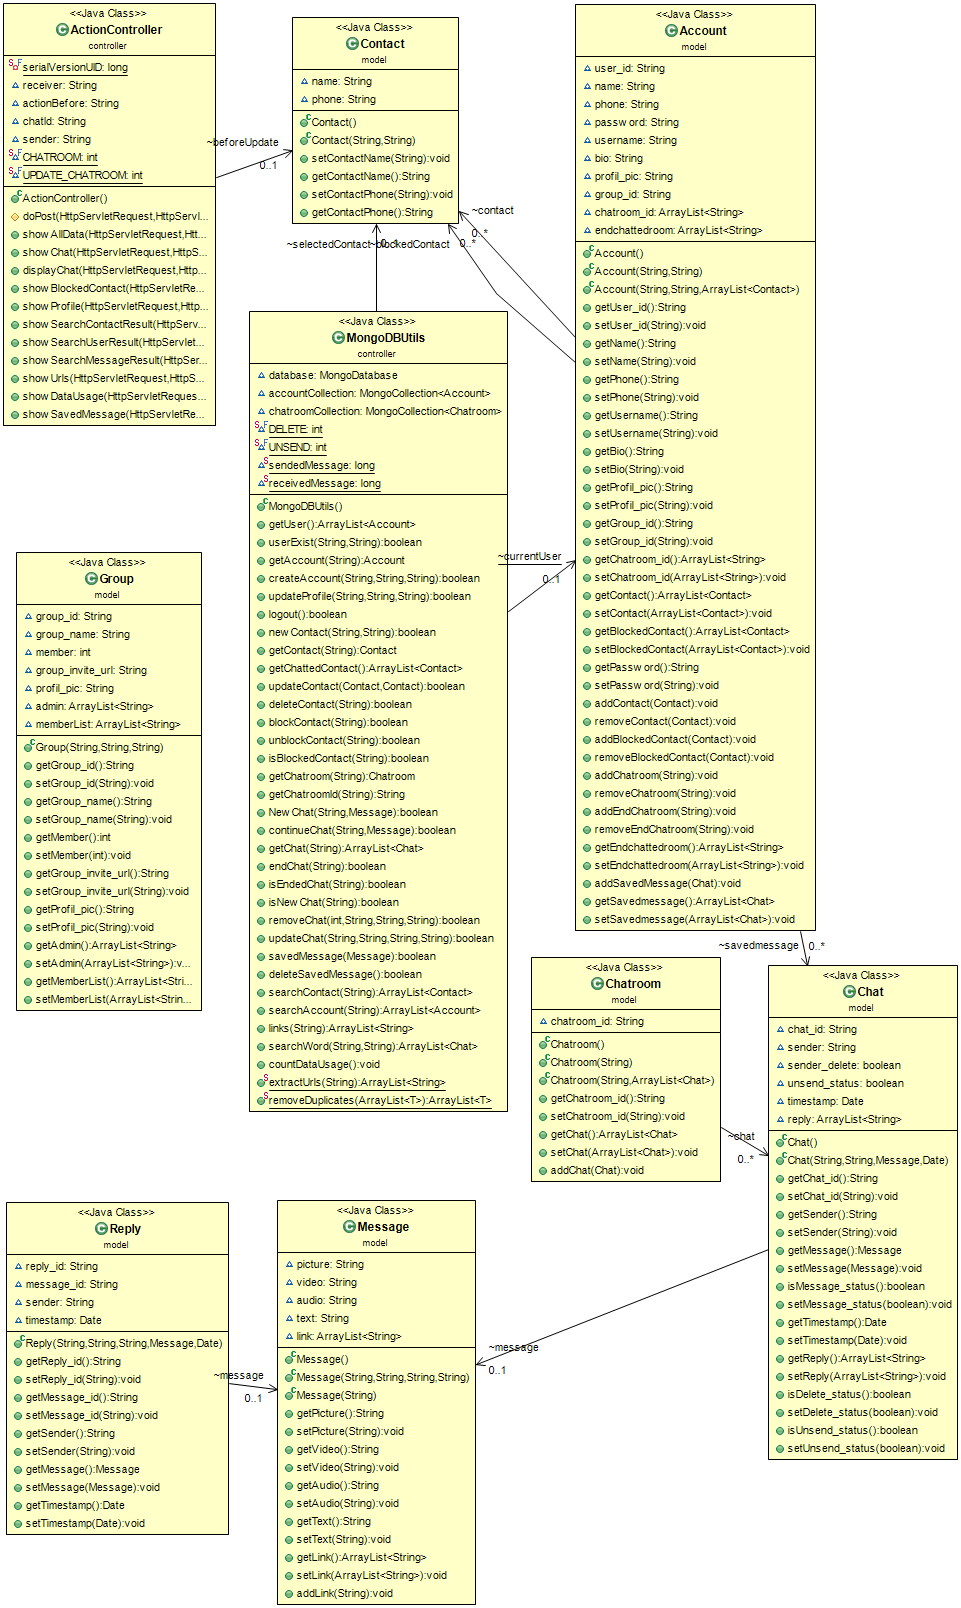 <<Java Class>>
ActionController
controller
serialVersionUID: long
receiver: String
actionBefore: String
chatId: String
sender: String
CHATROOM: int
UPDATE_CHATROOM: int
ActionController()
doPost(HttpServletRequest,HttpServl...
show AllData(HttpServletRequest,Htt...
show Chat(HttpServletRequest,HttpS...
displayChat(HttpServletRequest,Http...
show BlockedContact(HttpServletRe...
show Profile(HttpServletRequest,Http...
show SearchContactResult(HttpServ...
show SearchUserResult(HttpServlet...
show SearchMessageResult(HttpSer...
show Urls(HttpServletRequest,HttpS...
show DataUsage(HttpServletReques...
show SavedMessage(HttpServletRe...
~beforeUpdate
0..1
<<Java Class>>
Contact
model
name: String
phone: String
Contact()
Contact(String,String)
setContactName(String):void
getContactName():String
setContactPhone(String):void
getContactPhone():String
~contact
0..*
~selectedContact
~blockedContact
0..*
<<Java Class>>
Account
model
user_id: String
name: String
phone: String
passw ord: String
username: String
bio: String
profil_pic: String
group_id: String
chatroom_id: ArrayList<String>
endchattedroom: ArrayList<String>
Account()
Account(String,String)
Account(String,String,ArrayList<Contact>)
getUser_id():String
setUser_id(String):void
getName():String
setName(String):void
getPhone():String
setPhone(String):void
getUsername():String
setUsername(String):void
getBio():String
setBio(String):void
getProfil_pic():String
setProfil_pic(String):void
getGroup_id():String
setGroup_id(String):void
getChatroom_id():ArrayList<String>
setChatroom_id(ArrayList<String>):void
getContact():ArrayList<Contact>
setContact(ArrayList<Contact>):void
getBlockedContact():ArrayList<Contact>
setBlockedContact(ArrayList<Contact>):void
getPassw ord():String
setPassw ord(String):void
addContact(Contact):void
removeContact(Contact):void
addBlockedContact(Contact):void
removeBlockedContact(Contact):void
addChatroom(String):void
removeChatroom(String):void
addEndChatroom(String):void
removeEndChatroom(String):void
getEndchattedroom():ArrayList<String>
setEndchattedroom(ArrayList<String>):void
addSavedMessage(Chat):void
getSavedmessage():ArrayList<Chat>
setSavedmessage(ArrayList<Chat>):void
<<Java Class>>
MongoDBUtils
controller
database: MongoDatabase
accountCollection: MongoCollection<Account>
chatroomCollection: MongoCollection<Chatroom>
DELETE: int
UNSEND: int
sendedMessage: long
receivedMessage: long
MongoDBUtils()
getUser():ArrayList<Account>
userExist(String,String):boolean
getAccount(String):Account
createAccount(String,String,String):boolean
updateProfile(String,String,String):boolean
logout():boolean
new Contact(String,String):boolean
getContact(String):Contact
getChattedContact():ArrayList<Contact>
updateContact(Contact,Contact):boolean
deleteContact(String):boolean
blockContact(String):boolean
unblockContact(String):boolean
isBlockedContact(String):boolean
getChatroom(String):Chatroom
getChatroomId(String):String
New Chat(String,Message):boolean
continueChat(String,Message):boolean
getChat(String):ArrayList<Chat>
endChat(String):boolean
isEndedChat(String):boolean
isNew Chat(String):boolean
removeChat(int,String,String,String):boolean
updateChat(String,String,String,String):boolean
savedMessage(Message):boolean
deleteSavedMessage():boolean
searchContact(String):ArrayList<Contact>
searchAccount(String):ArrayList<Account>
links(String):ArrayList<String>
searchWord(String,String):ArrayList<Chat>
countDataUsage():void
extractUrls(String):ArrayList<String>
removeDuplicates(ArrayList<T>):ArrayList<T>
~currentUser
0..1
<<Java Class>>
Group
model
group_id: String
group_name: String
member: int
group_invite_url: String
profil_pic: String
admin: ArrayList<String>
memberList: ArrayList<String>
Group(String,String,String)
getGroup_id():String
setGroup_id(String):void
getGroup_name():String
setGroup_name(String):void
getMember():int
setMember(int):void
getGroup_invite_url():String
setGroup_invite_url(String):void
getProfil_pic():String
setProfil_pic(String):void
getAdmin():ArrayList<String>
setAdmin(ArrayList<String>):v...
getMemberList():ArrayList<Stri...
setMemberList(ArrayList<Strin...
~savedmessage
0..*
<<Java Class>>
Chatroom
model
chatroom_id: String
Chatroom()
Chatroom(String)
Chatroom(String,ArrayList<Chat>)
getChatroom_id():String
setChatroom_id(String):void
getChat():ArrayList<Chat>
setChat(ArrayList<Chat>):void
addChat(Chat):void
~chat
0..*
<<Java Class>>
Chat
model
chat_id: String
sender: String
sender_delete: boolean
unsend_status: boolean
timestamp: Date
reply: ArrayList<String>
Chat()
Chat(String,String,Message,Date)
getChat_id():String
setChat_id(String):void
getSender():String
setSender(String):void
getMessage():Message
setMessage(Message):void
isMessage_status():boolean
setMessage_status(boolean):void
getTimestamp():Date
setTimestamp(Date):void
getReply():ArrayList<String>
setReply(ArrayList<String>):void
isDelete_status():boolean
setDelete_status(boolean):void
isUnsend_status():boolean
setUnsend_status(boolean):void
<<Java Class>>
Reply
model
reply_id: String
message_id: String
sender: String
timestamp: Date
Reply(String,String,String,Message,Date)
getReply_id():String
setReply_id(String):void
getMessage_id():String
setMessage_id(String):void
getSender():String
setSender(String):void
getMessage():Message
setMessage(Message):void
getTimestamp():Date
setTimestamp(Date):void
~message
0..1
<<Java Class>>
Message
model
picture: String
video: String
audio: String
text: String
link: ArrayList<String>
Message()
Message(String,String,String,String)
Message(String)
getPicture():String
setPicture(String):void
getVideo():String
setVideo(String):void
getAudio():String
setAudio(String):void
getText():String
setText(String):void
getLink():ArrayList<String>
setLink(ArrayList<String>):void
addLink(String):void
~message
0..1